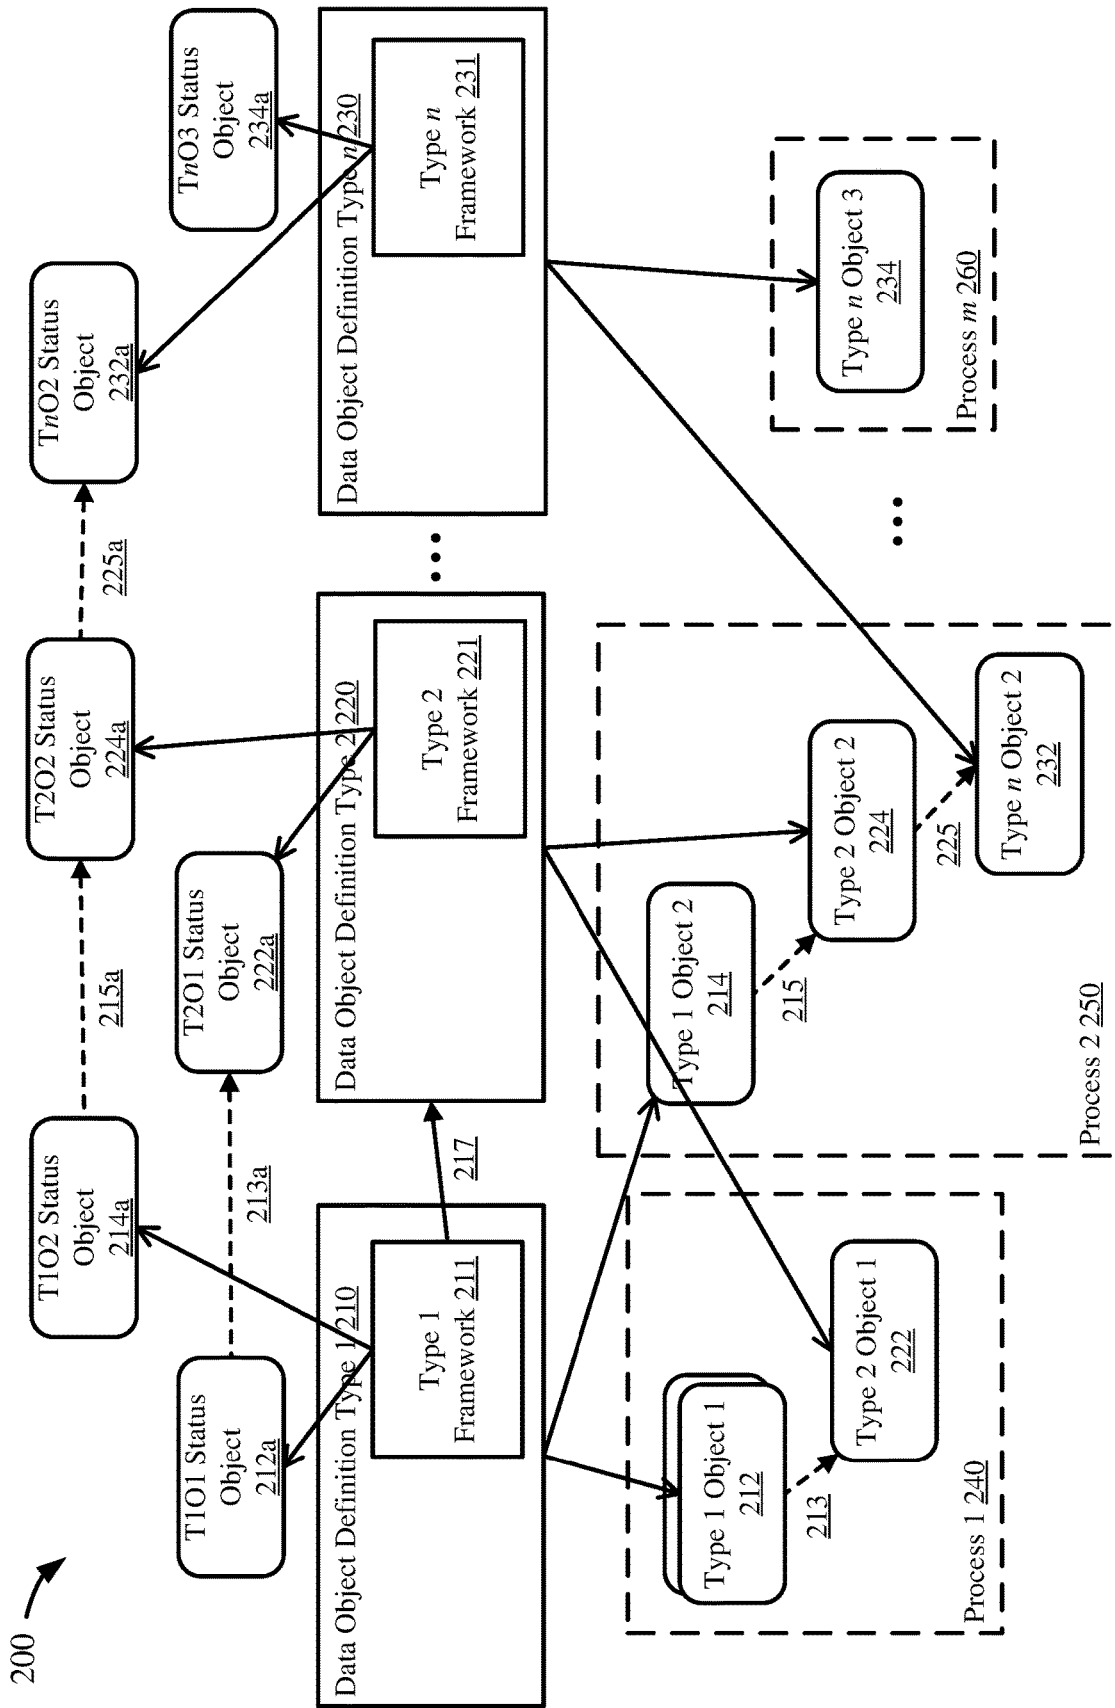 200
T1O2 Status
Object
214a
215a
T2O2 Status
Object
224a
225a
TnO2 Status
Object
232a
T1O1 Status
Object
212a
213a
T2O1 Status
Object
222a
TnO3 Status
Object
234a
Data Object Definition Type 1 210
Type 1
Framework 211
217
Data Object Definition Type 2 220
Type 2
Framework 221
...
Data Object Definition Type n 230
Type n
Framework 231
Type 1 Object 1
212
213
Type 2 Object 1
222
Process 1 240
Type 1 Object 2
214
215
Type 2 Object 2
224
225
Type n Object 2
232
Process 2 250
...
Type n Object 3
234
Process m 260